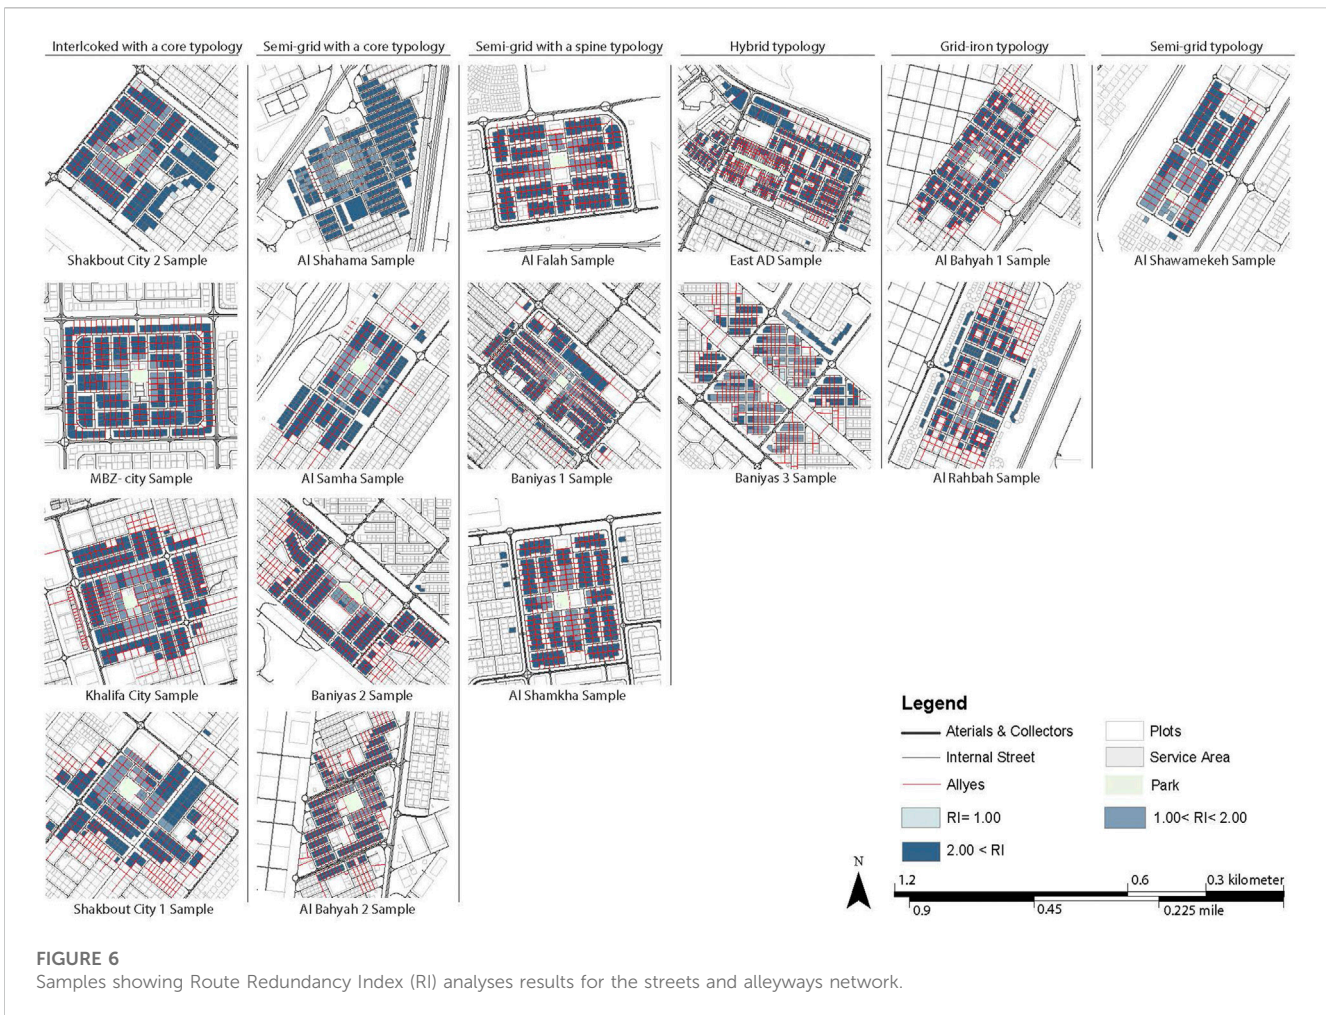 Interlcoked with a core typology
Semi-grid with a core typology
Semi-grid with a spine typology
Hybrid typology
Grid-iron typology
Semi-grid typology
Shakbout City 2 Sample
Al Shahama Sample
Al Falah Sample
East AD Sample
Al Bahyah 1 Sample
Al Shawamekeh Sample
MBZ- city Sample
Al Samha Sample
Baniyas 1 Sample
Baniyas 3 Sample
Al Rahbah Sample
Khalifa City Sample
Baniyas 2 Sample
Al Shamkha Sample
Shakbout City 1 Sample
Al Bahyah 2 Sample
Legend
Aterials & Collectors
Plots
Internal Street
Service Area
Allyes
Park
RI= 1.00
1.00< RI< 2.00
2.00 < RI
N
1.2 0.6 0.3 kilometer
0.9 0.45 0.225 mile
FIGURE 6
Samples showing Route Redundancy Index (RI) analyses results for the streets and alleyways network.